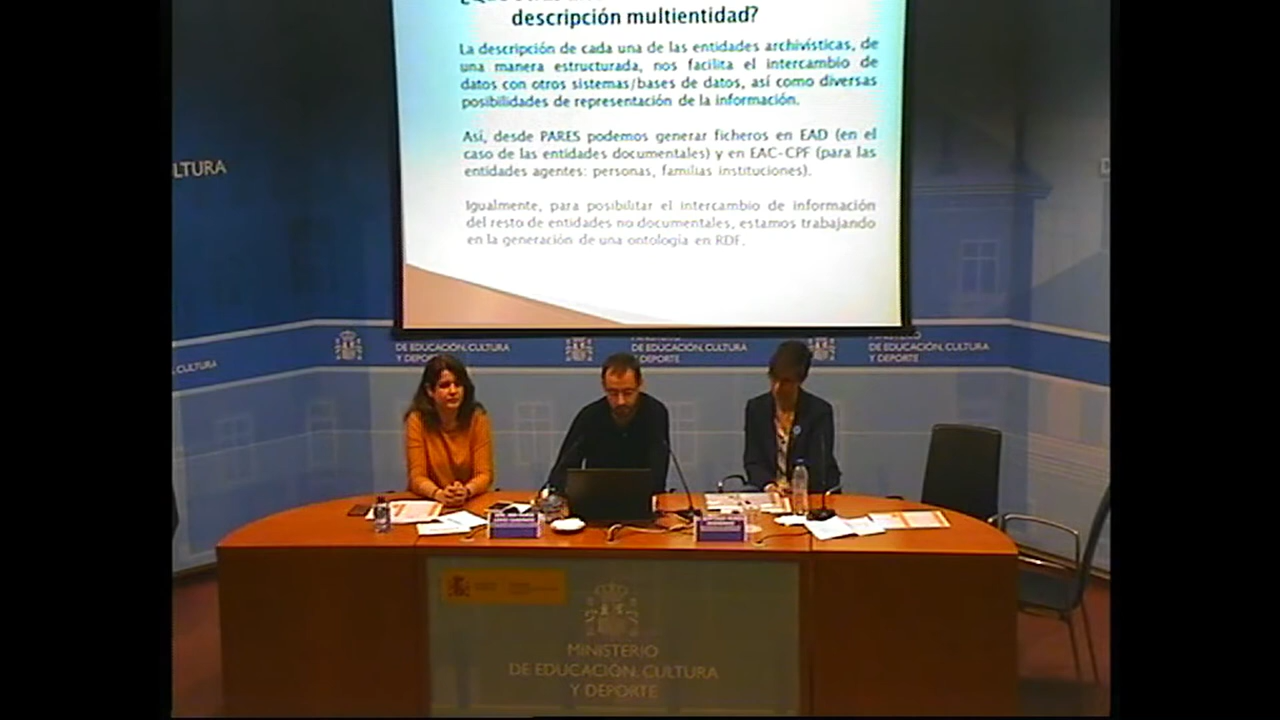 descripción multientidad?
La descripción de cada una de las entidades archivísticas, de
una manera estructurada, nos facilita el intercambio de
datos con otros sistemas/bases de datos, así como diversas
posibilidades de representación de la información.
Así, desde PARES podemos generar ficheros en EAD (en el
caso de las entidades documentales) y en EAC-CPF (para las
entidades agentes: personas, familias instituciones).
Igualmente, para posibilitar el intercambio de información
del resto de entidades no documentales, estamos trabajando
en la generación de una ontología en RDF.
LTURA
DE EDUCACIÓN, CULTURA
Y DEPORTE
DE EDUCACIÓN, CULTURA
Y DEPORTE
DE EDUCACIÓN, CULTURA
Y DEPORTE
, CULTURA
MINISTERIO
DE EDUCACIÓN, CULTURA
Y DEPORTE